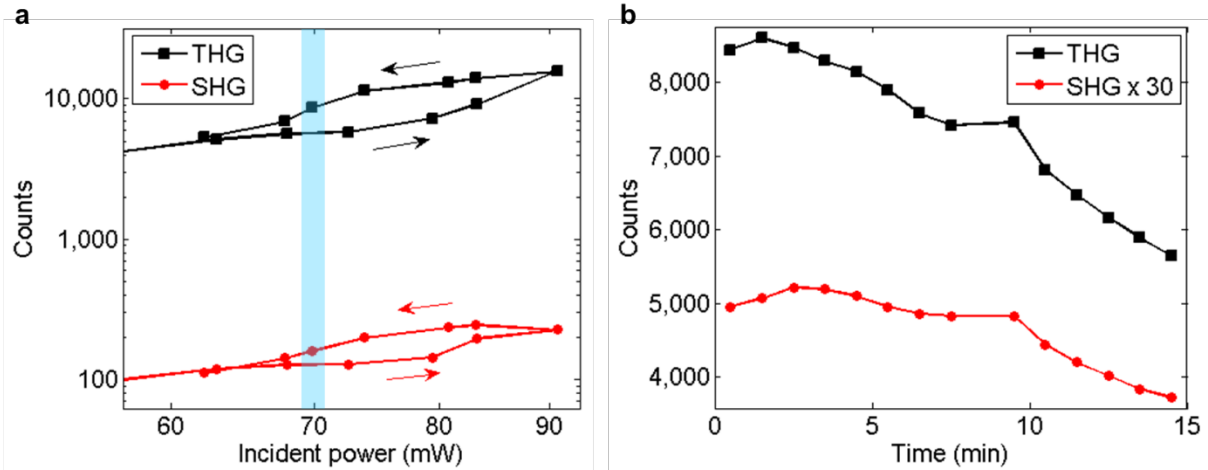 a
THG
SHG
10,000
1,000
100
Counts
60
70
80
90
Incident power (mW)
b
THG
SHG x 30
8,000
7,000
6,000
5,000
4,000
Counts
0
5
10
15
Time (min)